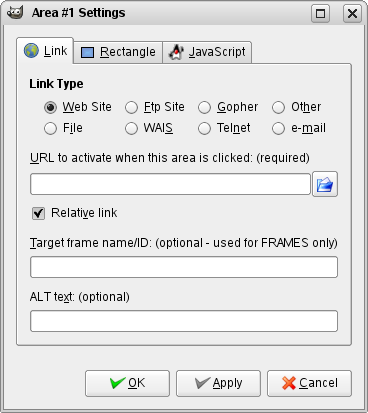 Area #1 Settings
Link Rectangle JavaScript
Link Type
Web Site Ftp Site Gopher Other
File WAIS Telnet e-mail
URL to activate when this area is clicked: (required)
Relative link
Target frame name/ID: (optional - used for FRAMES only)
ALT text: (optional)
OK Apply Cancel